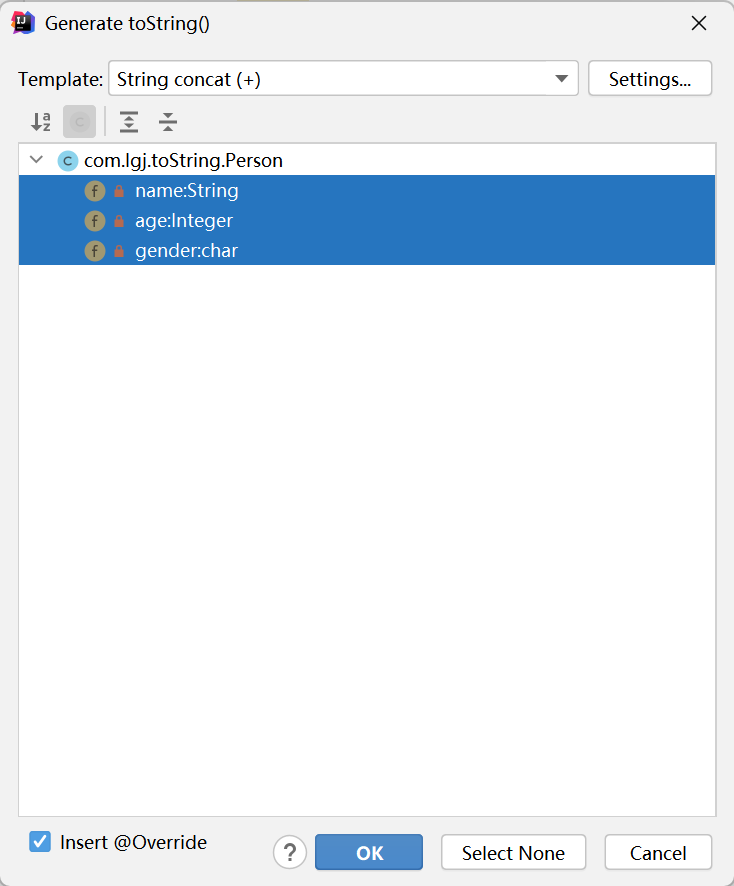 Generate toString()
Template: String concat (+) Settings...
com.lgj.toString.Person
name:String
age:Integer
gender:char
Insert @Override
? OK Select None Cancel